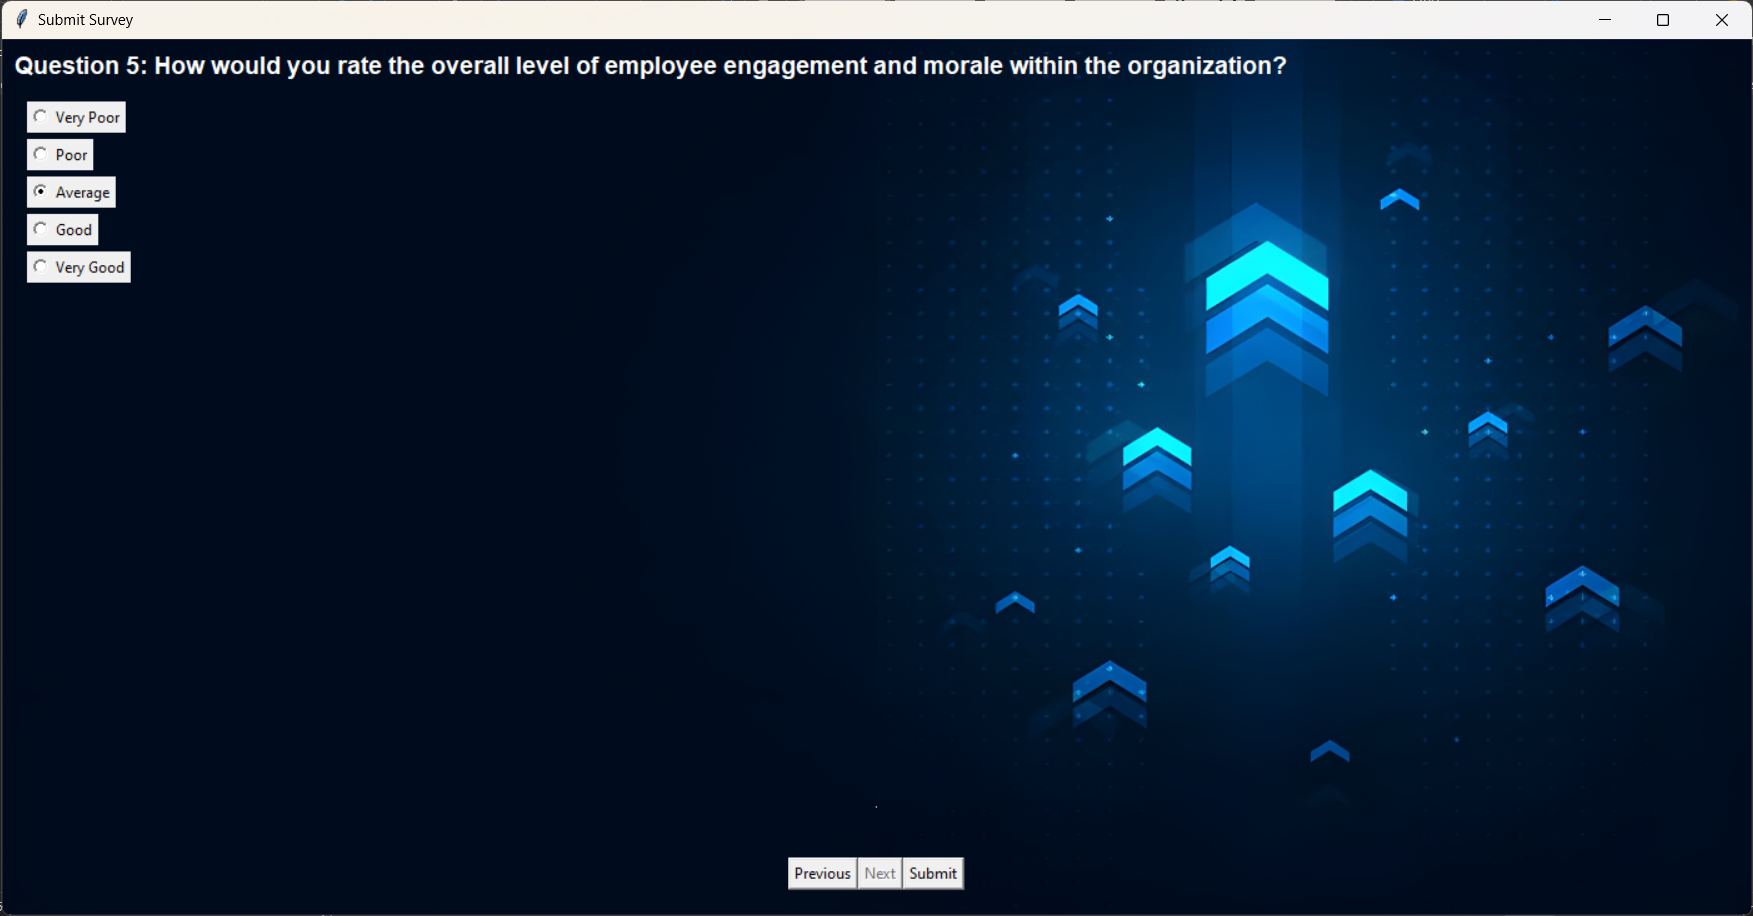 Submit Survey
Question 5: How would you rate the overall level of employee engagement and morale within the organization?
Very Poor
Poor
Average
Good
Very Good
Previous Next Submit